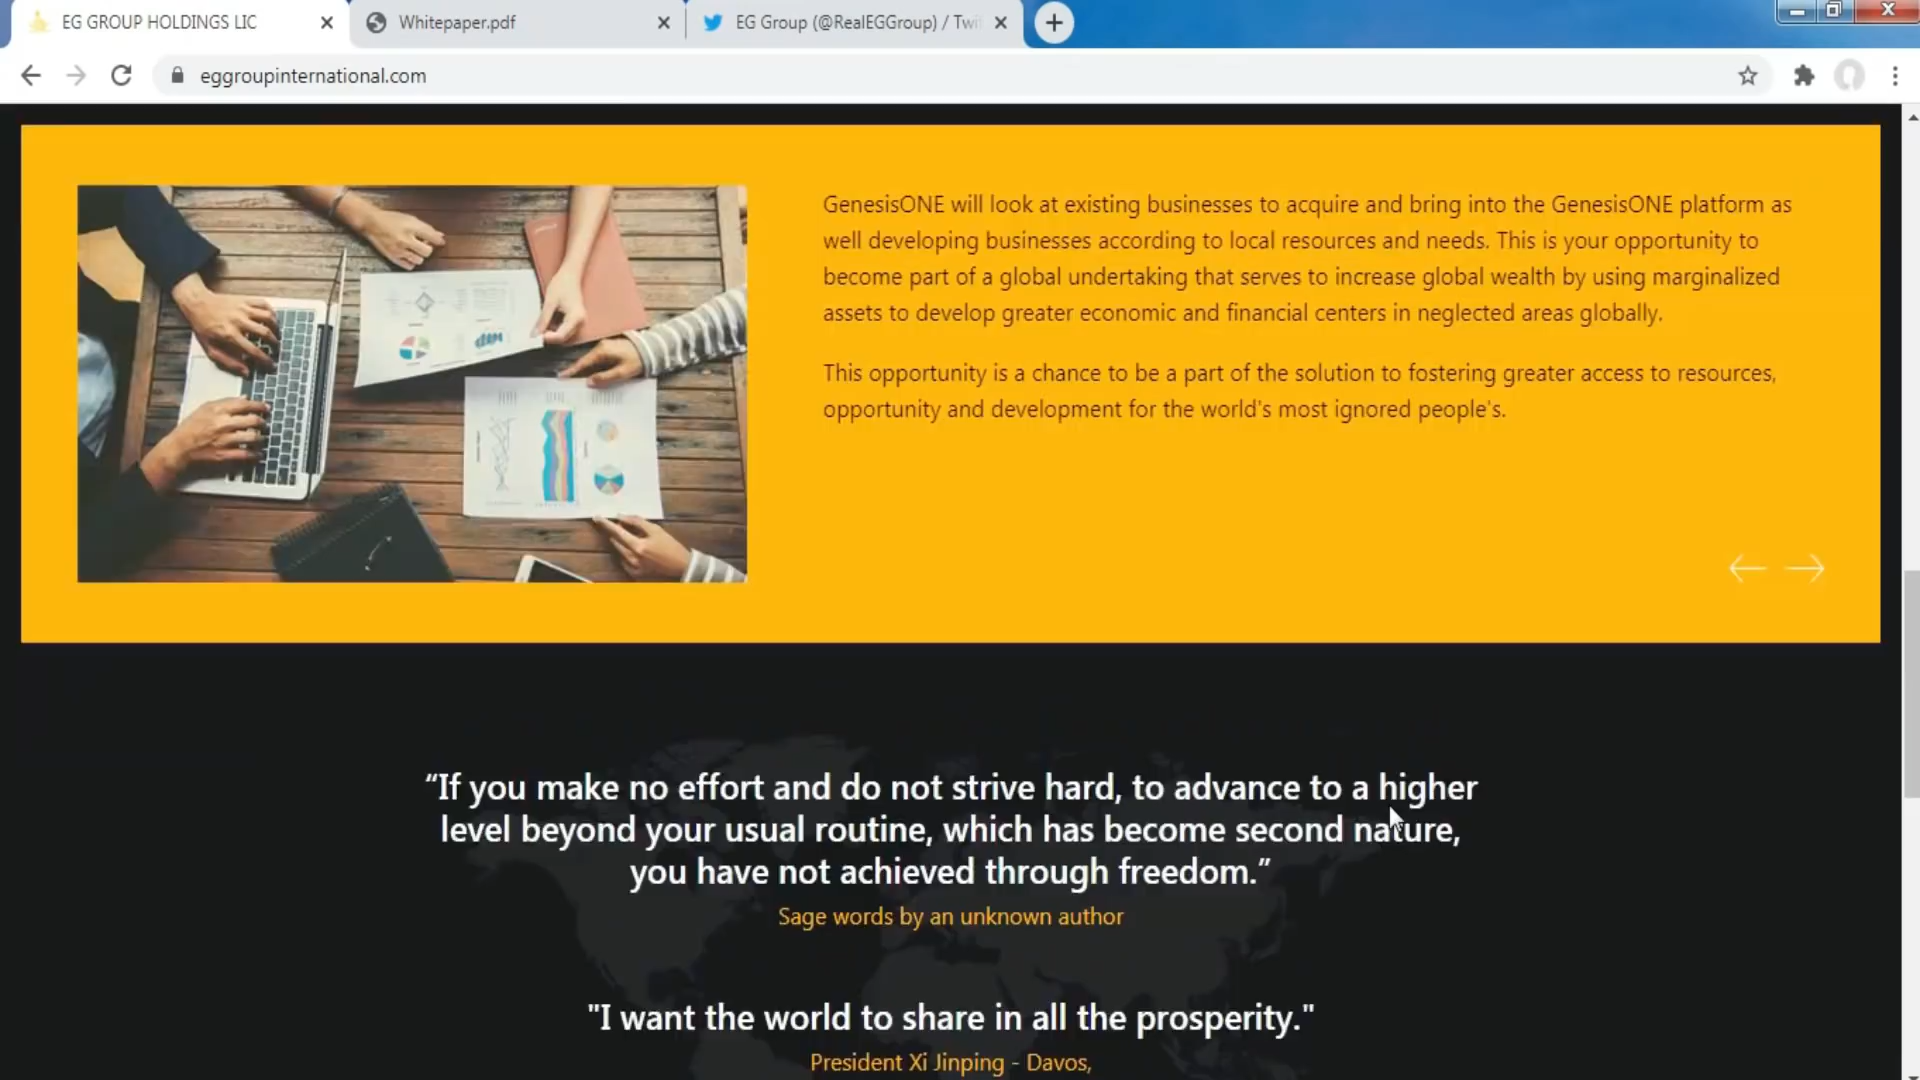 EG GROUP HOLDINGS LIC
Whitepaper.pdf
EG Group (@RealEGGroup) / Twi
eggroupinternational.com
GenesisONE will look at existing businesses to acquire and bring into the GenesisONE platform as
well developing businesses according to local resources and needs. This is your opportunity to
become part of a global undertaking that serves to increase global wealth by using marginalized
assets to develop greater economic and financial centers in neglected areas globally.
This opportunity is a chance to be a part of the solution to fostering greater access to resources,
opportunity and development for the world's most ignored people's.
“If you make no effort and do not strive hard, to advance to a higher
level beyond your usual routine, which has become second nature,
you have not achieved through freedom.”
Sage words by an unknown author
"I want the world to share in all the prosperity."
President Xi Jinping - Davos,